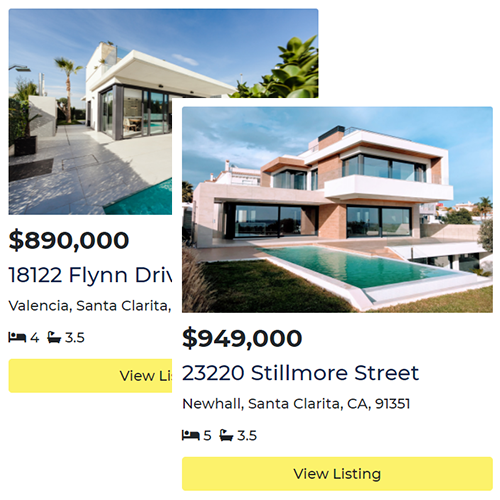 $890,000
18122 Flynn Driv
Valencia, Santa Clarita,
4 3.5
View Li
$949,000
23220 Stillmore Street
Newhall, Santa Clarita, CA, 91351
5 3.5
View Listing